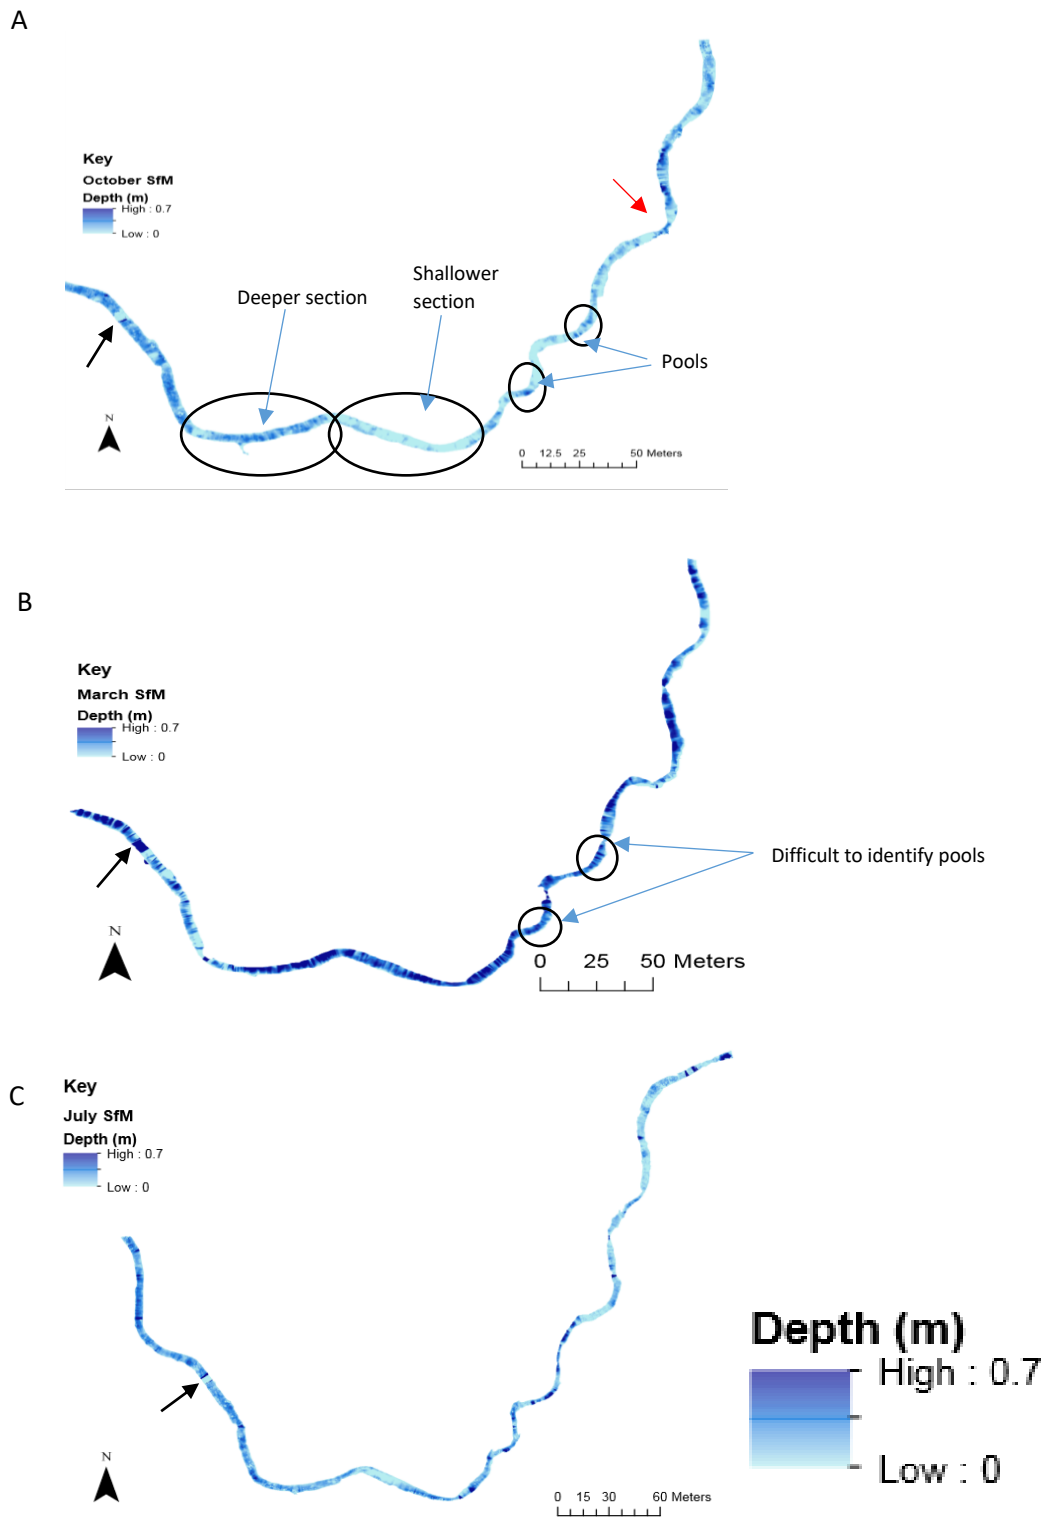 A
Key
October SfM
Depth (m)
High : 0.7
Low : 0
Deeper section
Shallower
section
Pools
N
0 12.5 25 50 Meters
B
Key
March SfM
Depth (m)
High : 0.7
Low : 0
Difficult to identify pools
N
0 25 50 Meters
C
Key
July SfM
Depth (m)
High : 0.7
Low : 0
N
0 15 30 60 Meters
Depth (m)
High : 0.7
Low : 0